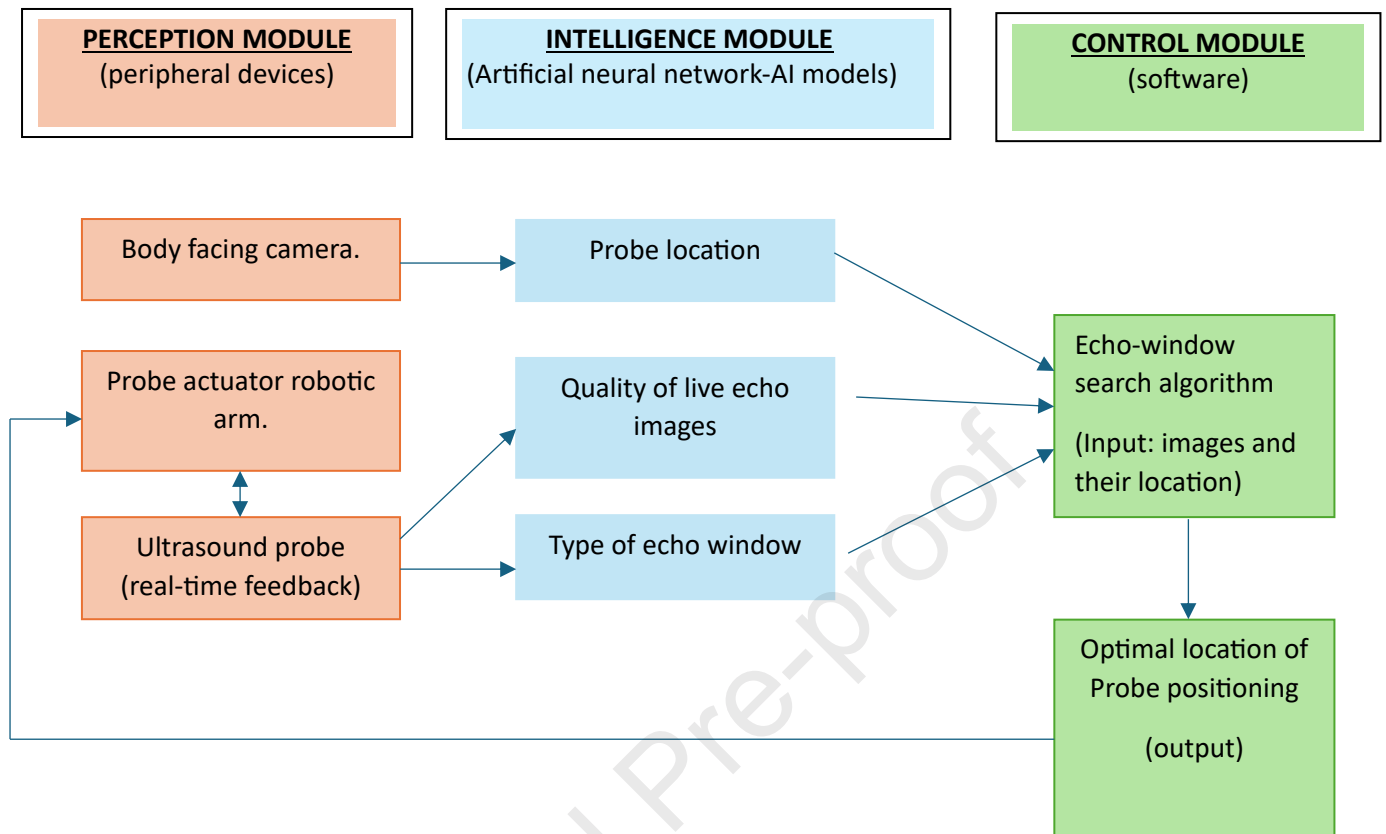 PERCEPTION MODULE
(peripheral devices)
INTELLIGENCE MODULE
(Artificial neural network-AI models)
CONTROL MODULE
(software)
Body facing camera.
Probe location
Probe actuator robotic
arm.
Quality of live echo
images
Echo-window
search algorithm
(Input: images and
their location)
Ultrasound probe
(real-time feedback)
Type of echo window
Optimal location of
Probe positioning
(output)
Pre-proof